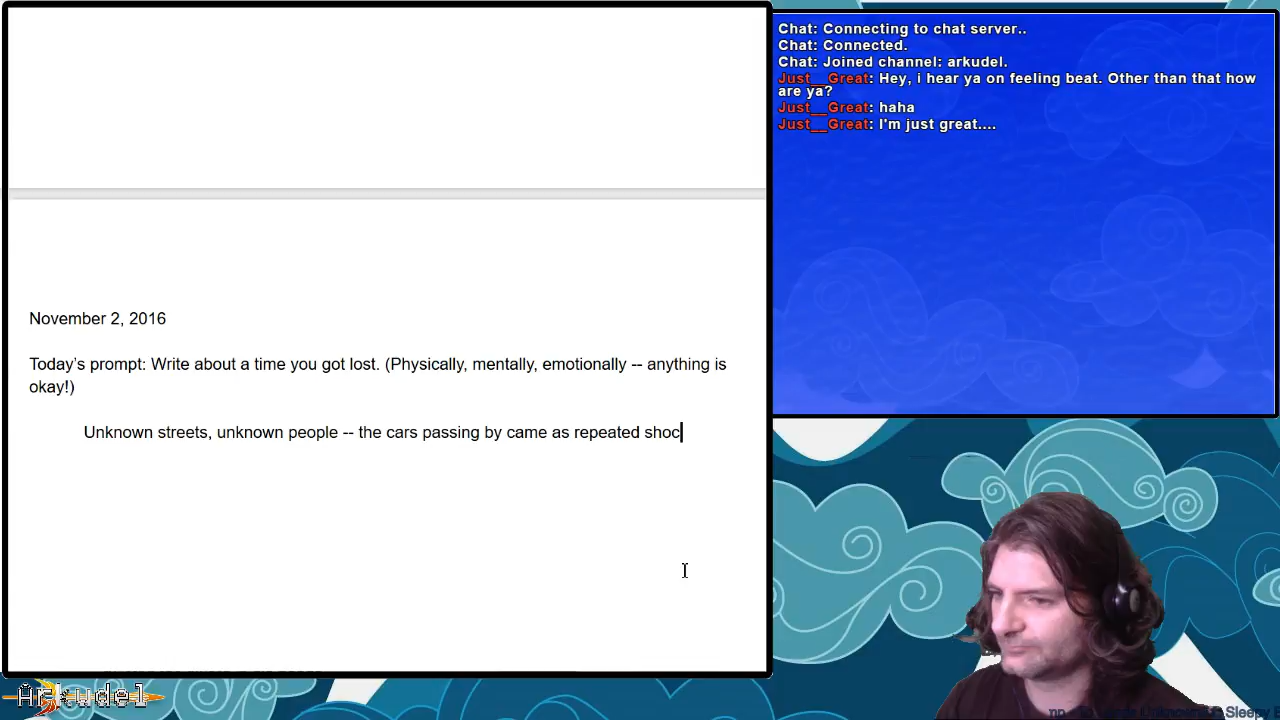 Chat: Connecting to chat server..
Chat: Connected.
Chat: Joined channel: arkudel.
Just__Great: Hey, i hear ya on feeling beat. Other than that how
are ya?
Just__Great: haha
Just__Great: I'm just great....
November 2, 2016
Today’s prompt: Write about a time you got lost. (Physically, mentally, emotionally -- anything is
okay!)
Unknown streets, unknown people -- the cars passing by came as repeated shoc
Arkudel